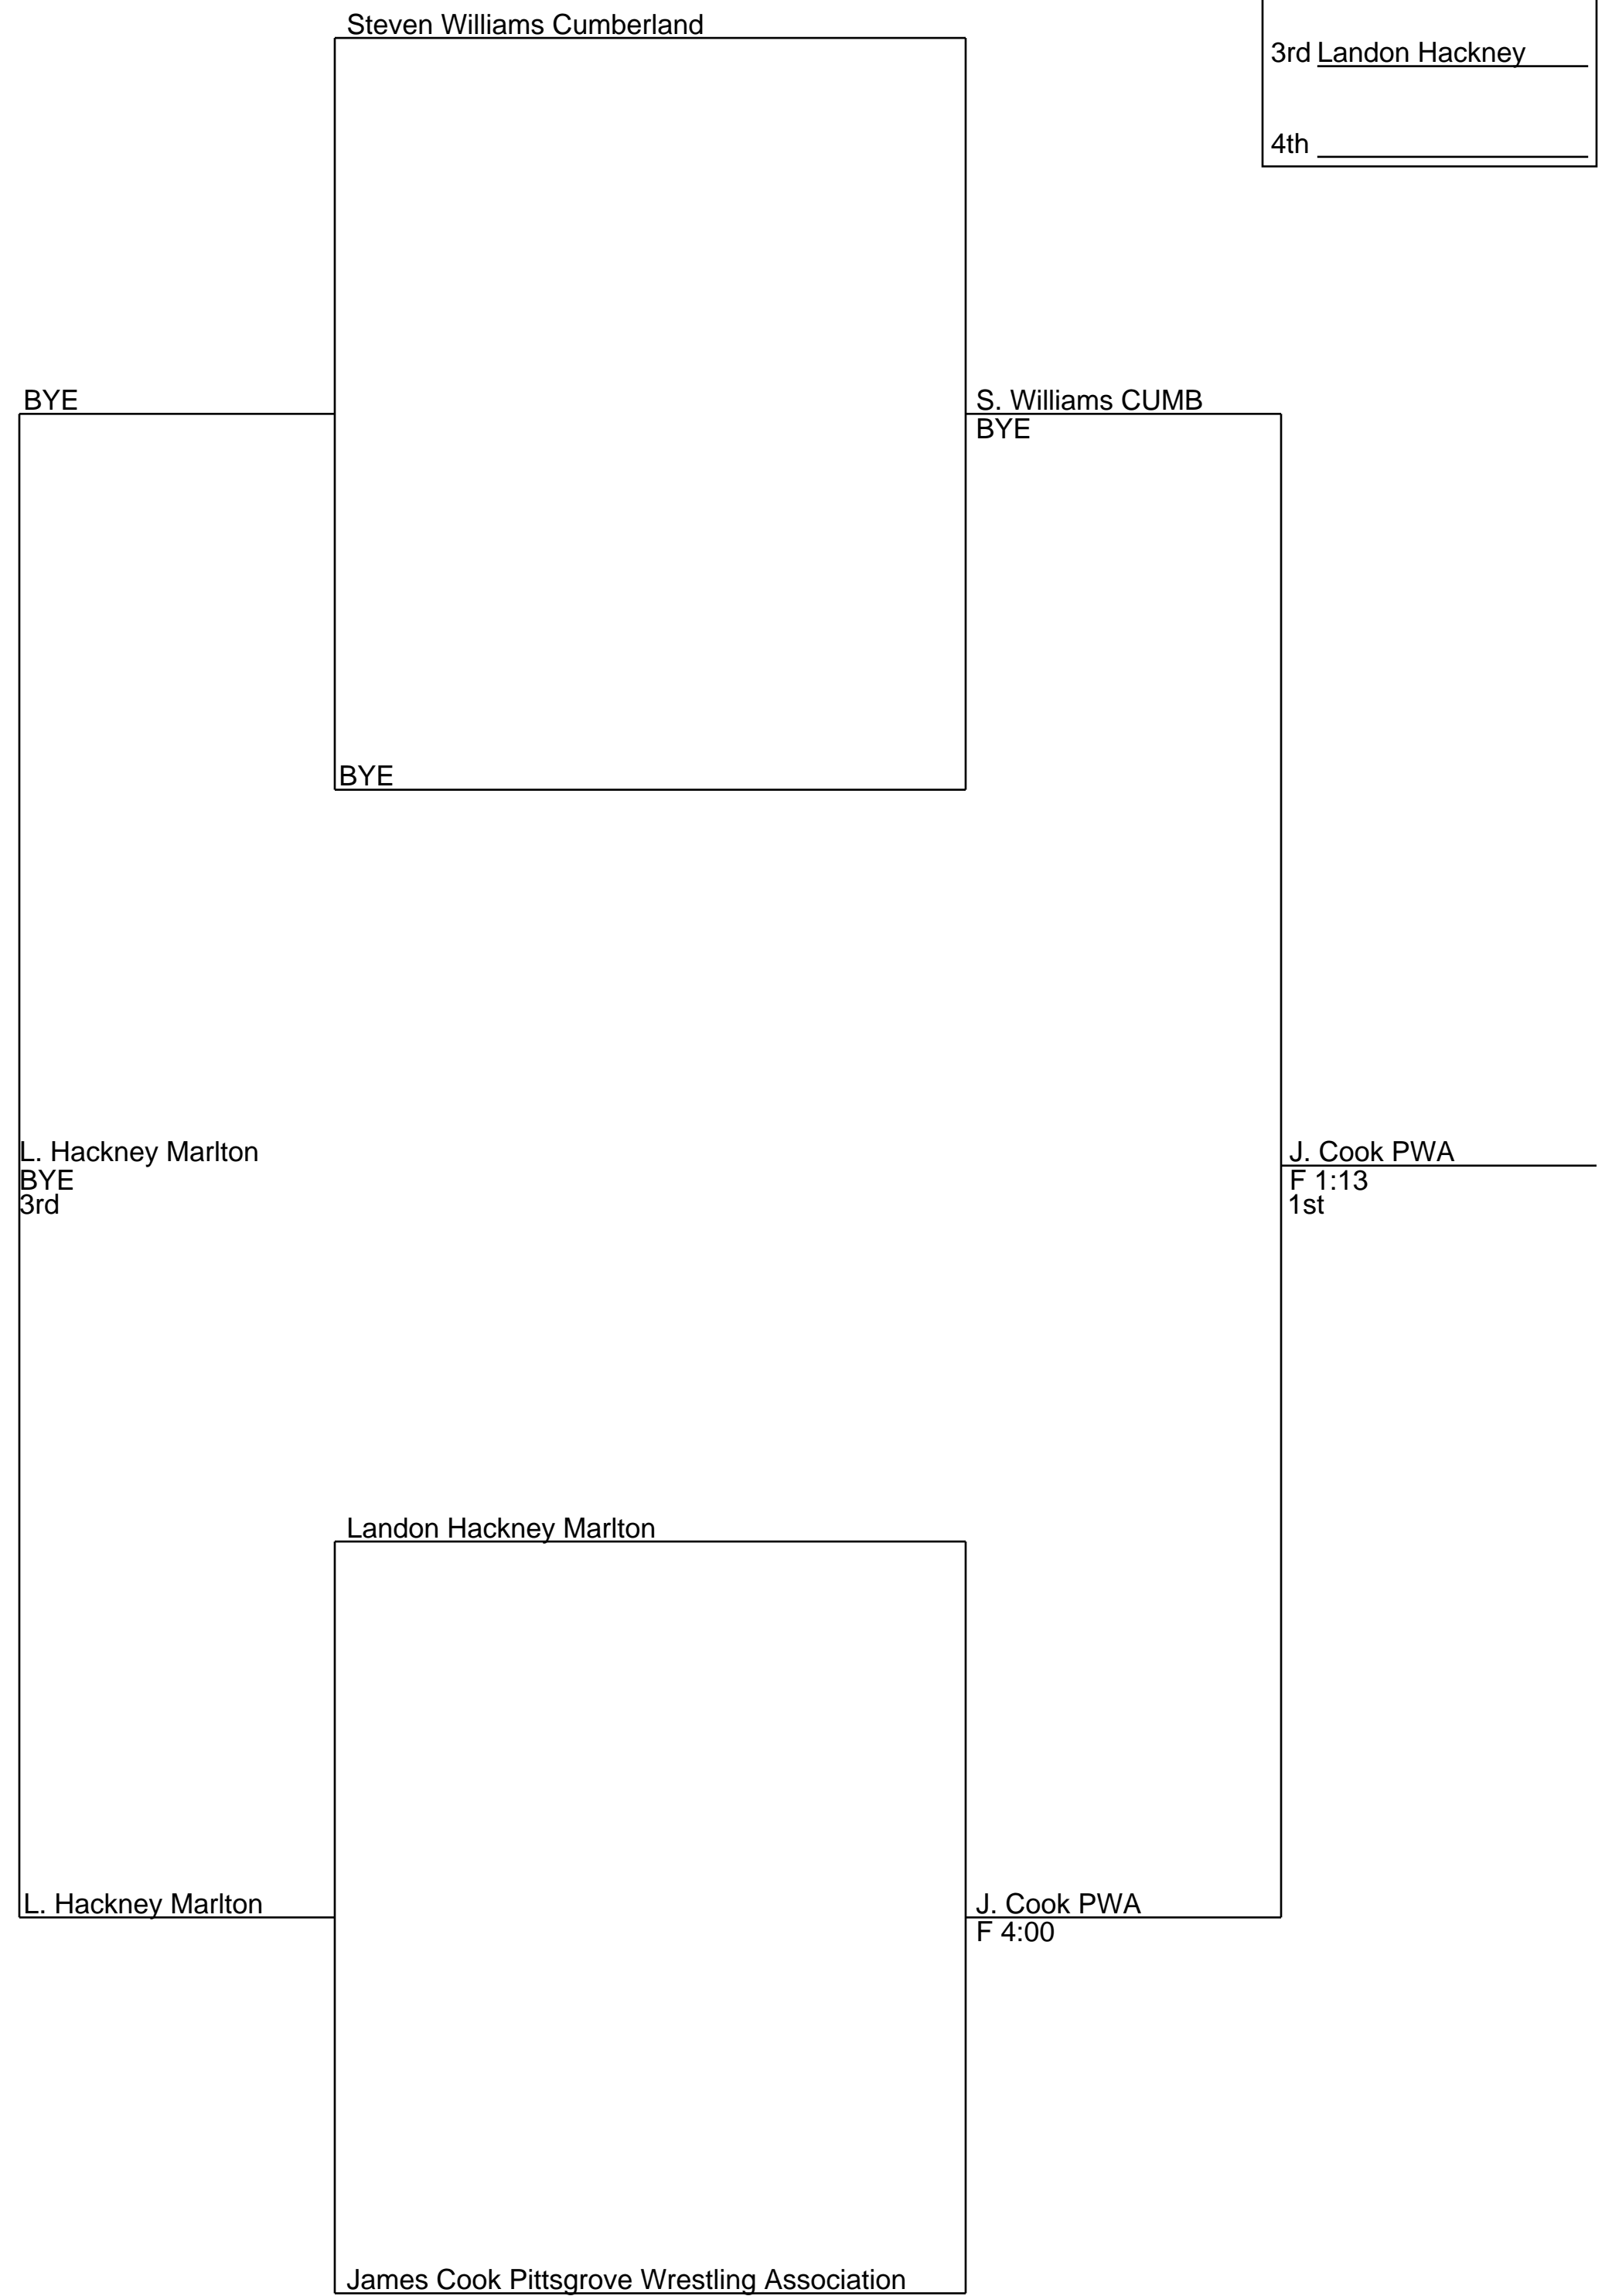 Steven Williams Cumberland
3rd Landon Hackney
4th
BYE
S. Williams CUMB
BYE
BYE
L. Hackney Marlton
BYE
3rd
J. Cook PWA
F 1:13
1st
Landon Hackney Marlton
L. Hackney Marlton
J. Cook PWA
F 4:00
James Cook Pittsgrove Wrestling Association